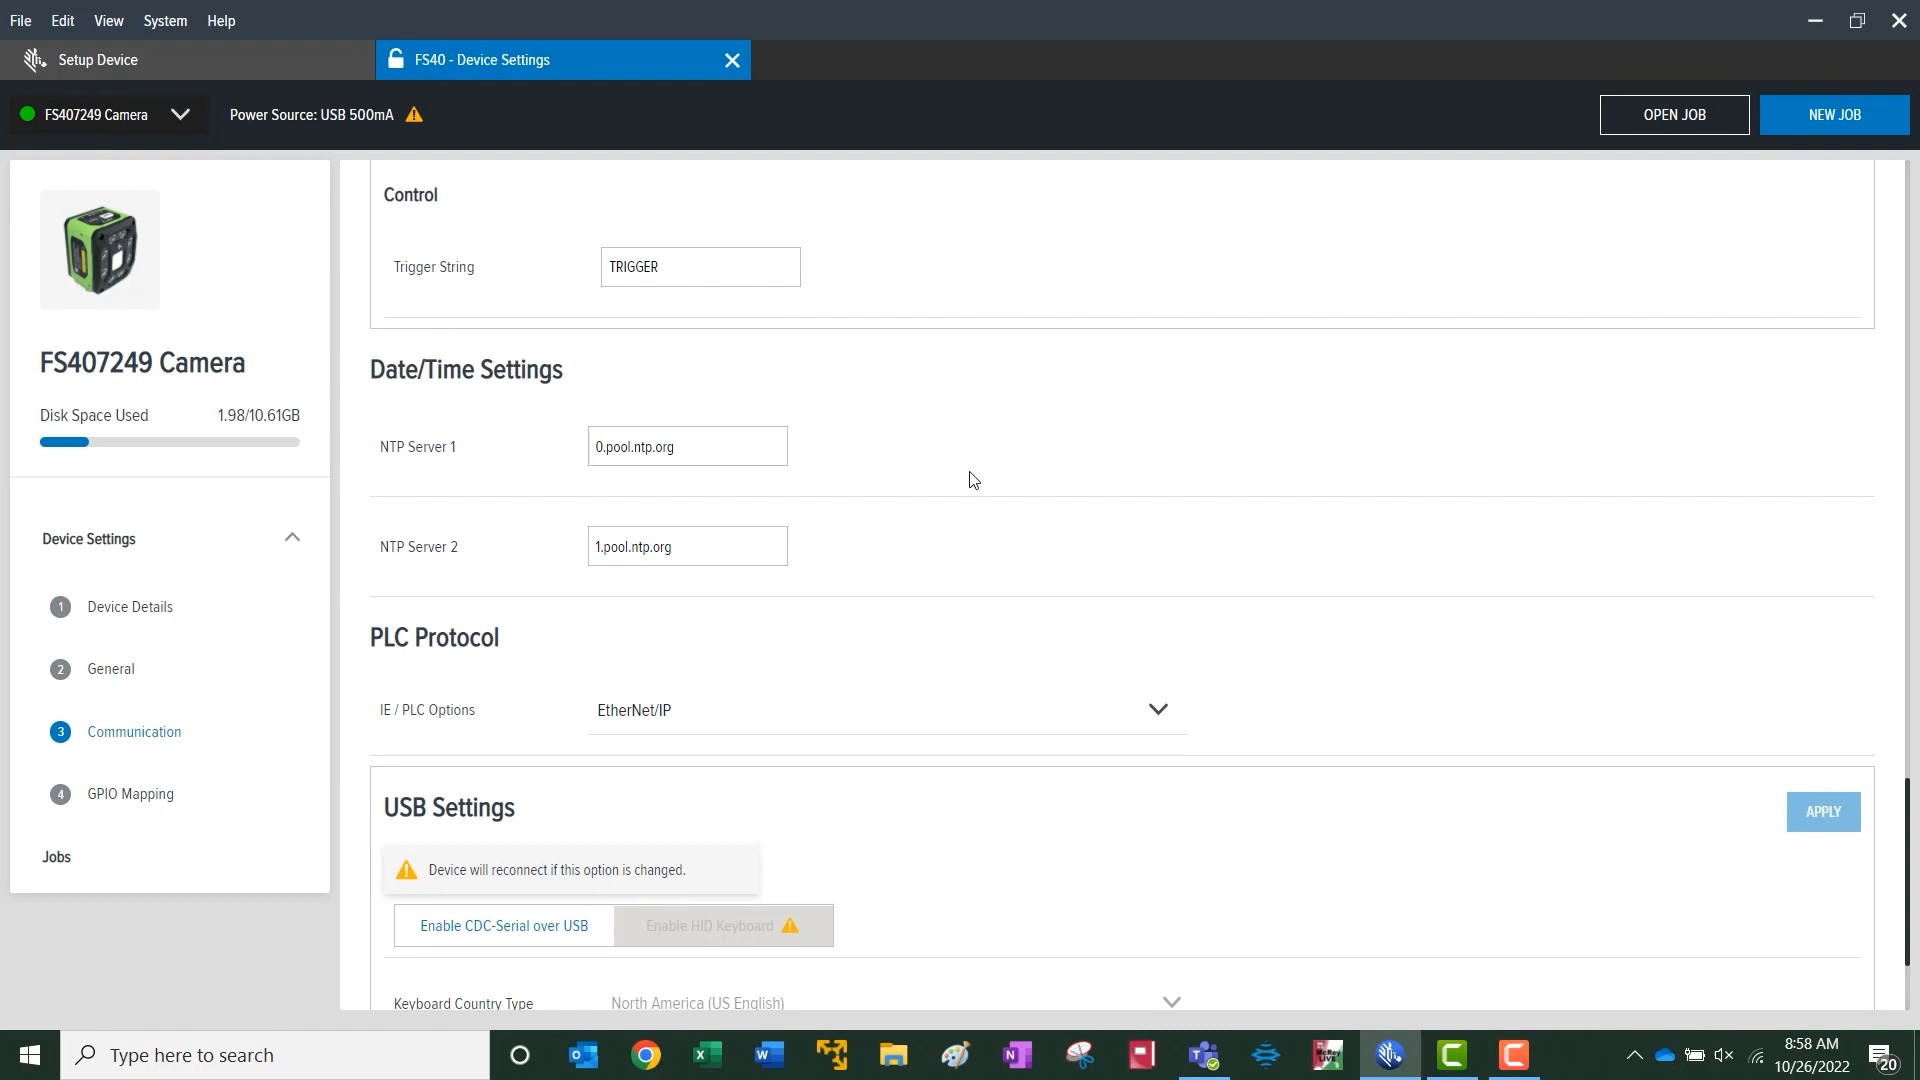 File Edit View System Help
Setup Device
FS40 - Device Settings
FS407249 Camera
Power Source: USB 500mA
OPEN JOB
NEW JOB
FS407249 Camera
Disk Space Used 1.98/10.61GB
Device Settings
1 Device Details
2 General
3 Communication
4 GPIO Mapping
Jobs
Control
Trigger String TRIGGER
Date/Time Settings
NTP Server 1 0.pool.ntp.org
NTP Server 2 1.pool.ntp.org
PLC Protocol
IE / PLC Options EtherNet/IP
USB Settings
APPLY
Device will reconnect if this option is changed.
Enable CDC-Serial over USB Enable HID Keyboard
Keyboard Country Type North America (US English)
Type here to search
8:58 AM
10/26/2022
20